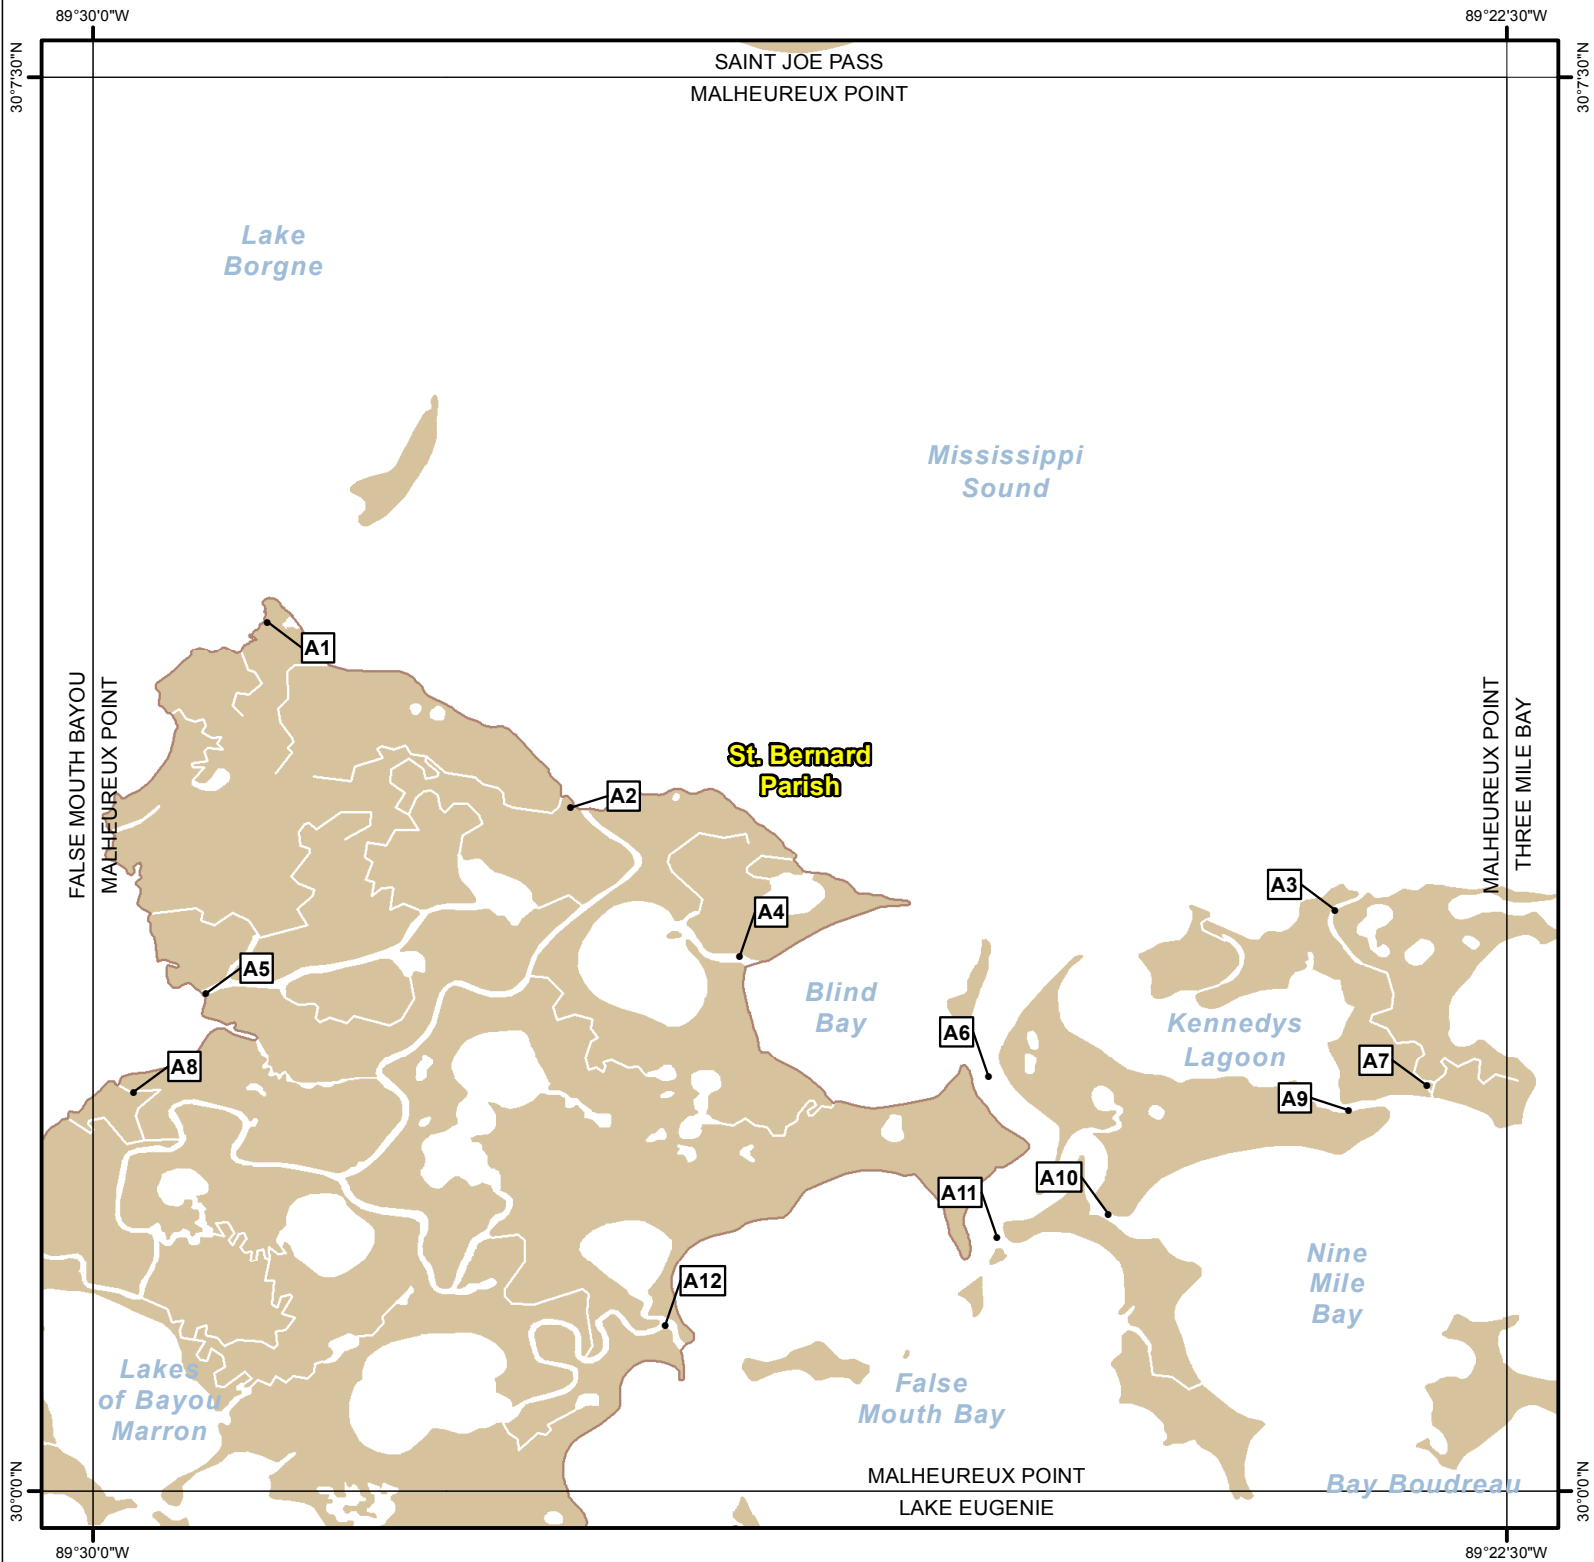 89°30'0"W
89°22'30"W
30°7'30"N
30°7'30"N
SAINT JOE PASS
MALHEUREUX POINT
Lake
Borgne
Mississippi
Sound
A1
FALSE MOUTH BAYOU
MALHEUREUX POINT
MALHEUREUX POINT
THREE MILE BAY
St. Bernard
Parish
A2
A3
A4
A5
Blind
Bay
A6
Kennedys
Lagoon
A7
A8
A9
A10
A11
Nine
Mile
Bay
A12
Lakes
of Bayou
Marron
False
Mouth Bay
MALHEUREUX POINT
LAKE EUGENIE
Bay Boudreau
30°0'0"N
30°0'0"N
89°30'0"W
89°22'30"W